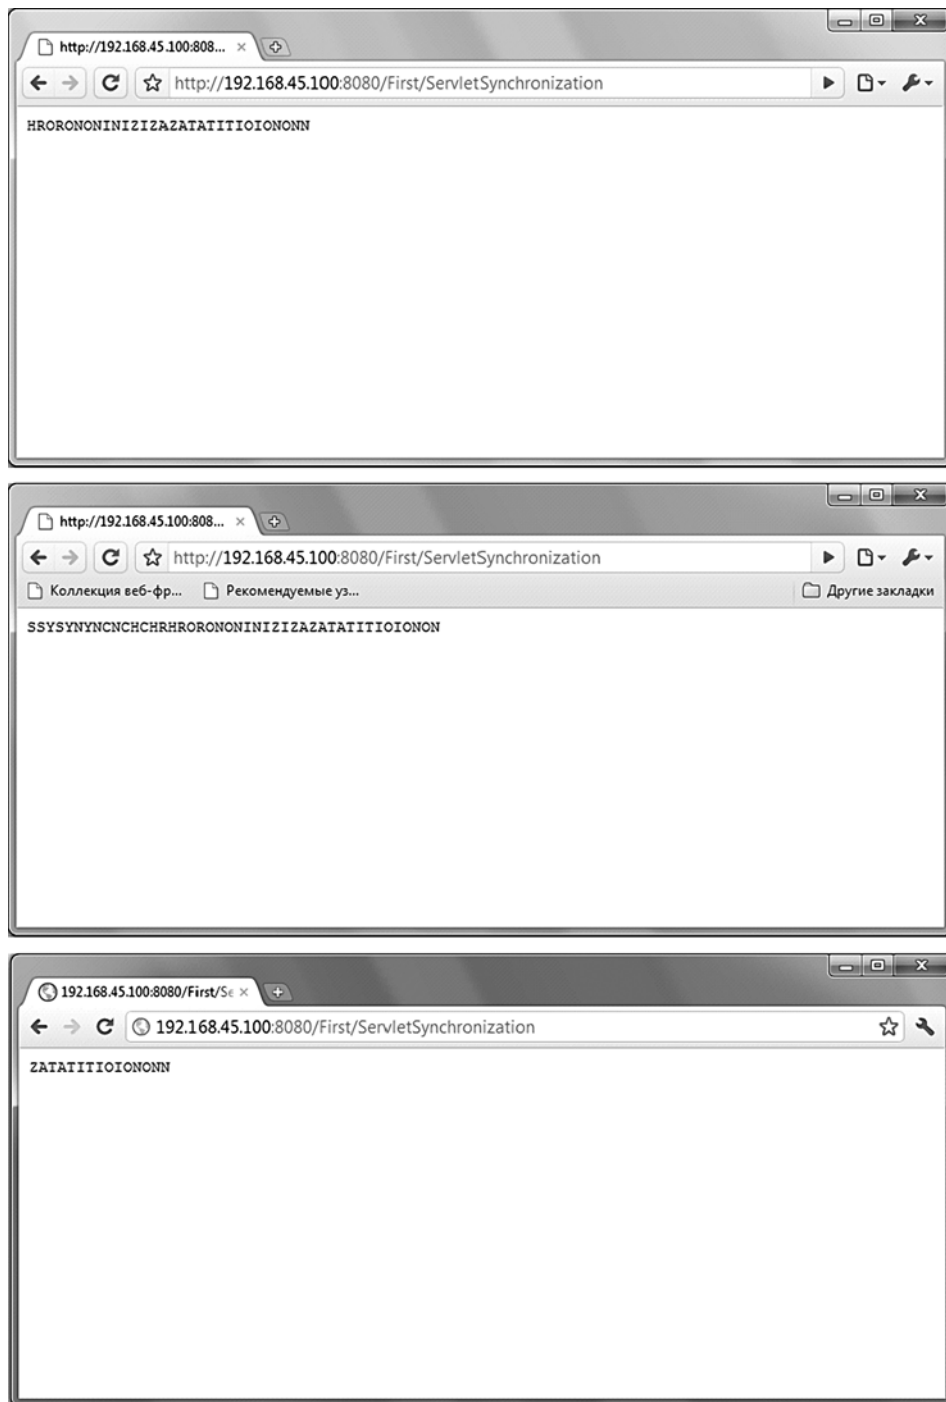 http://192.168.45.100:808...
http://192.168.45.100:8080/First/ServletSynchronization
HRORONONINIZIZAZATATITIOIONONN
http://192.168.45.100:808...
http://192.168.45.100:8080/First/ServletSynchronization
Коллекция веб-фр... Рекомендуемые уз... Другие закладки
SSYSYNYNCNCHCHRHRORONONINIZIZAZATATITIOIONON
192.168.45.100:8080/First/Se
192.168.45.100:8080/First/ServletSynchronization
ZATATITIOIONONN